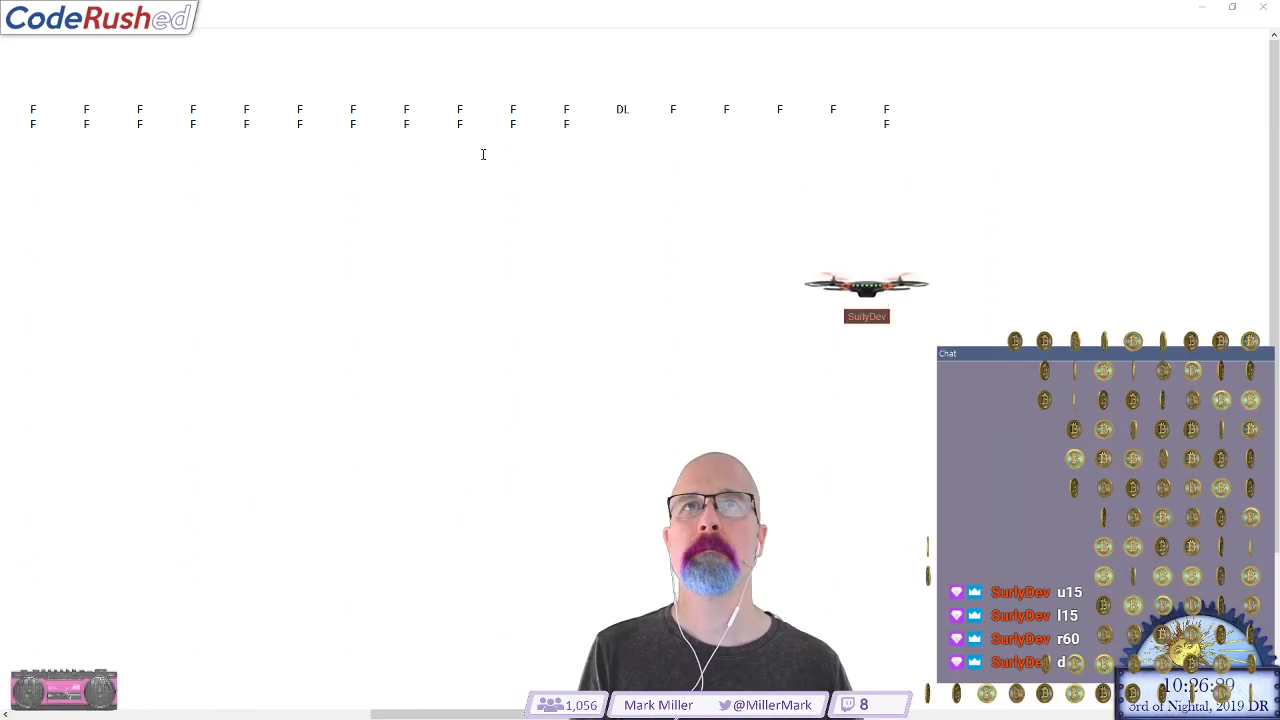 CodeRushed
F F F F F F F F F F F DL F F F F F
F F F F F F F F F F F F
SurlyDev
Chat
SurlyDev u15
SurlyDev l15
SurlyDev r60
SurlyDev d
10:26:29
3rd of Nightal, 2019 DR
1,056 Mark Miller @MillerMark 8